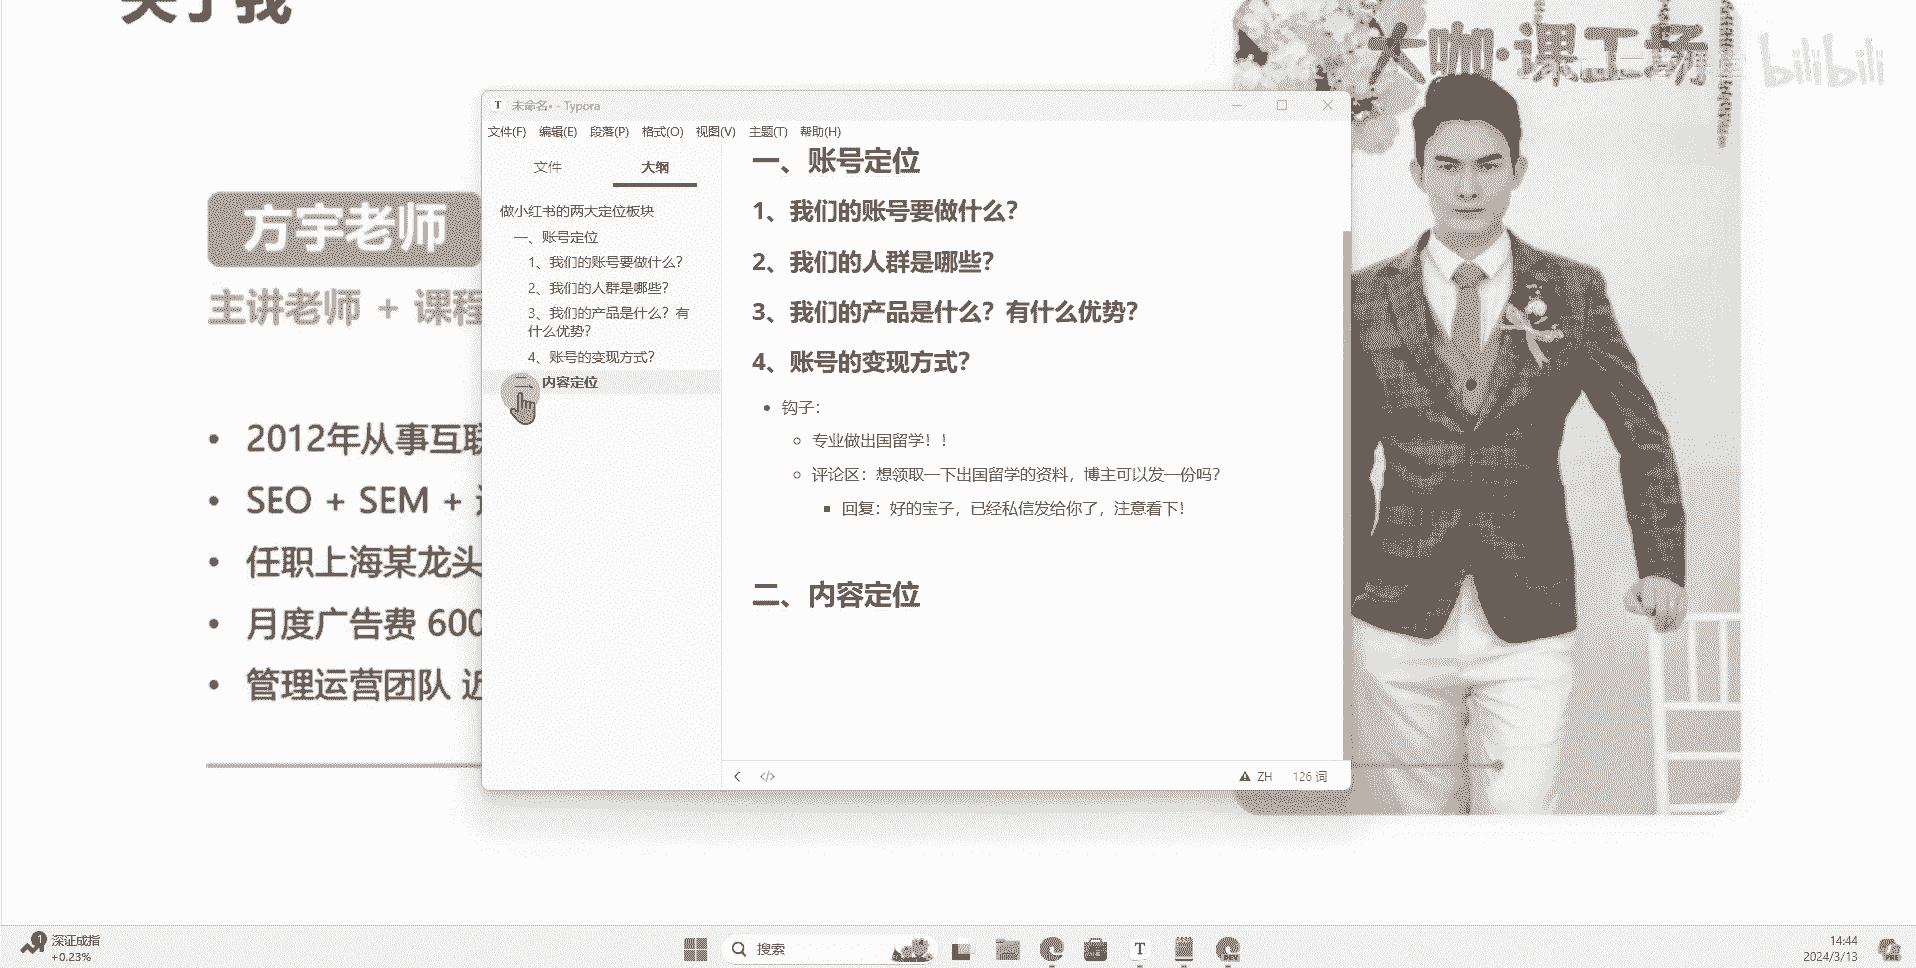 关于我
大咖·课工场
bilibili
方宇老师
主讲老师 + 课程
2012年从事互联
SEO + SEM +
任职上海某龙头
月度广告费 600
管理运营团队 近
未命名• - Typora
文件(F) 编辑(E) 段落(P) 格式(O) 视图(V) 主题(T) 帮助(H)
文件 大纲
做小红书的两大定位板块
一、账号定位
1、我们的账号要做什么？
2、我们的人群是哪些？
3、我们的产品是什么？有
什么优势？
4、账号的变现方式？
二、内容定位
一、账号定位
1、我们的账号要做什么？
2、我们的人群是哪些？
3、我们的产品是什么？有什么优势？
4、账号的变现方式？
钩子：
专业做出国留学！！
评论区：想领取一下出国留学的资料，博主可以发一份吗？
回复：好的宝子，已经私信发给你了，注意看下！
二、内容定位
ZH 126 词
1
深证成指
+0.23%
搜索
T
DEV
14:44
2024/3/13
PRE